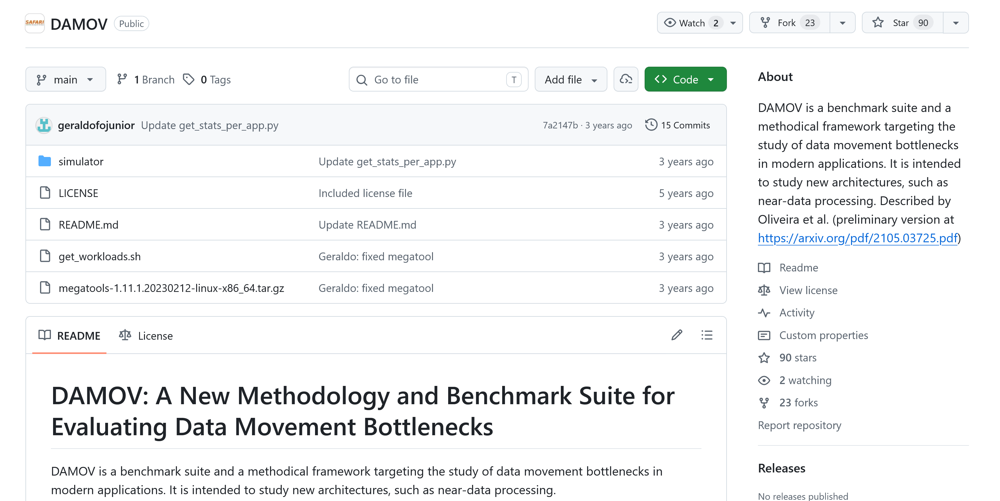 SAFARI
DAMOV Public
Watch 2 Fork 23 Star 90
main 1 Branch 0 Tags Go to file T Add file Code
geraldofojunior Update get_stats_per_app.py 7a2147b · 3 years ago 15 Commits
simulator Update get_stats_per_app.py 3 years ago
LICENSE Included license file 5 years ago
README.md Update README.md 3 years ago
get_workloads.sh Geraldo: fixed megatool 3 years ago
megatools-1.11.1.20230212-linux-x86_64.tar.gz Geraldo: fixed megatool 3 years ago
README License
DAMOV: A New Methodology and Benchmark Suite for
Evaluating Data Movement Bottlenecks
DAMOV is a benchmark suite and a methodical framework targeting the study of data movement bottlenecks in
modern applications. It is intended to study new architectures, such as near-data processing.
About
DAMOV is a benchmark suite and a
methodical framework targeting the
study of data movement bottlenecks
in modern applications. It is intended
to study new architectures, such as
near-data processing. Described by
Oliveira et al. (preliminary version at
https://arxiv.org/pdf/2105.03725.pdf)
Readme
View license
Activity
Custom properties
90 stars
2 watching
23 forks
Report repository
Releases
No releases published